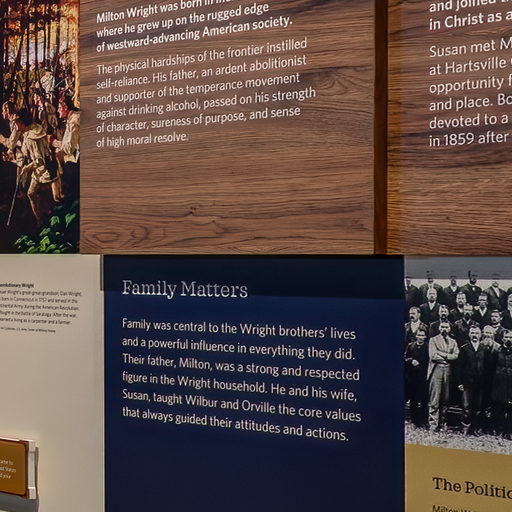 Milton Wright was born in
where he grew up on the rugged edge
of westward-advancing American society.
The physical hardships of the frontier instilled
self-reliance. His father, an ardent abolitionist
and supporter of the temperance movement
against drinking alcohol, passed on his strength
of character, sureness of purpose, and sense
of high moral resolve.
and joined
in Christ as a
Susan met M
at Hartsville
opportunity f
and place. Bo
devoted to a
in 1859 after
Family Matters
Family was central to the Wright brothers' lives
and a powerful influence in everything they did.
Their father, Milton, was a strong and respected
figure in the Wright household. He and his wife,
Susan, taught Wilbur and Orville the core values
that always guided their attitudes and actions.
The Politic